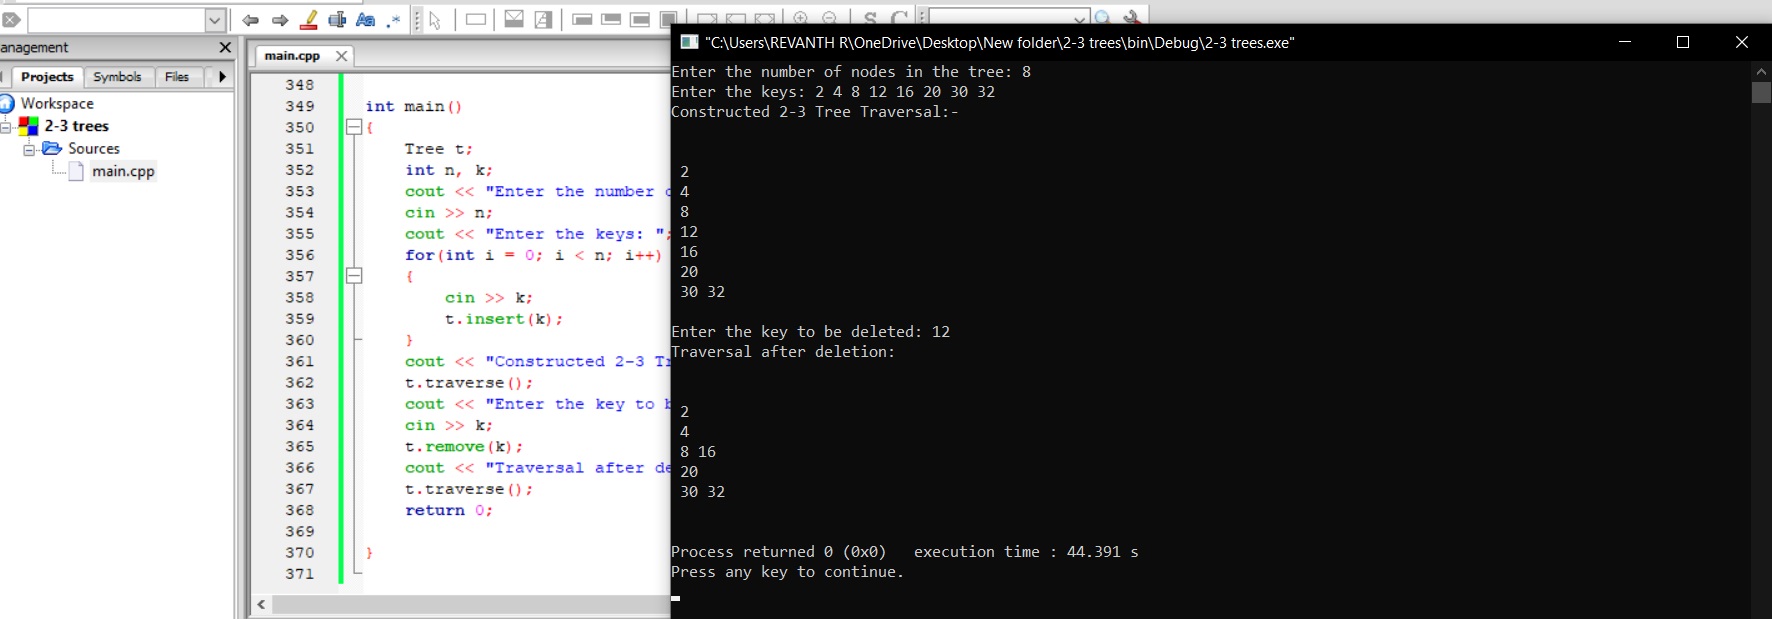 anagement
Projects Symbols Files
Workspace
2-3 trees
Sources
main.cpp
main.cpp
348
349 int main()
350 {
351 Tree t;
352 int n, k;
353 cout << "Enter the number
354 cin >> n;
355 cout << "Enter the keys: ";
356 for(int i = 0; i < n; i++)
357 {
358 cin >> k;
359 t.insert(k);
360 }
361 cout << "Constructed 2-3
362 t.traverse();
363 cout << "Enter the key to
364 cin >> k;
365 t.remove(k);
366 cout << "Traversal after de
367 t.traverse();
368 return 0;
369
370 }
371
"C:\Users\REVANTH R\OneDrive\Desktop\New folder\2-3 trees\bin\Debug\2-3 trees.exe"
Enter the number of nodes in the tree: 8
Enter the keys: 2 4 8 12 16 20 30 32
Constructed 2-3 Tree Traversal:-
2
4
8
12
16
20
30 32
Enter the key to be deleted: 12
Traversal after deletion:
2
4
8 16
20
30 32
Process returned 0 (0x0) execution time : 44.391 s
Press any key to continue.